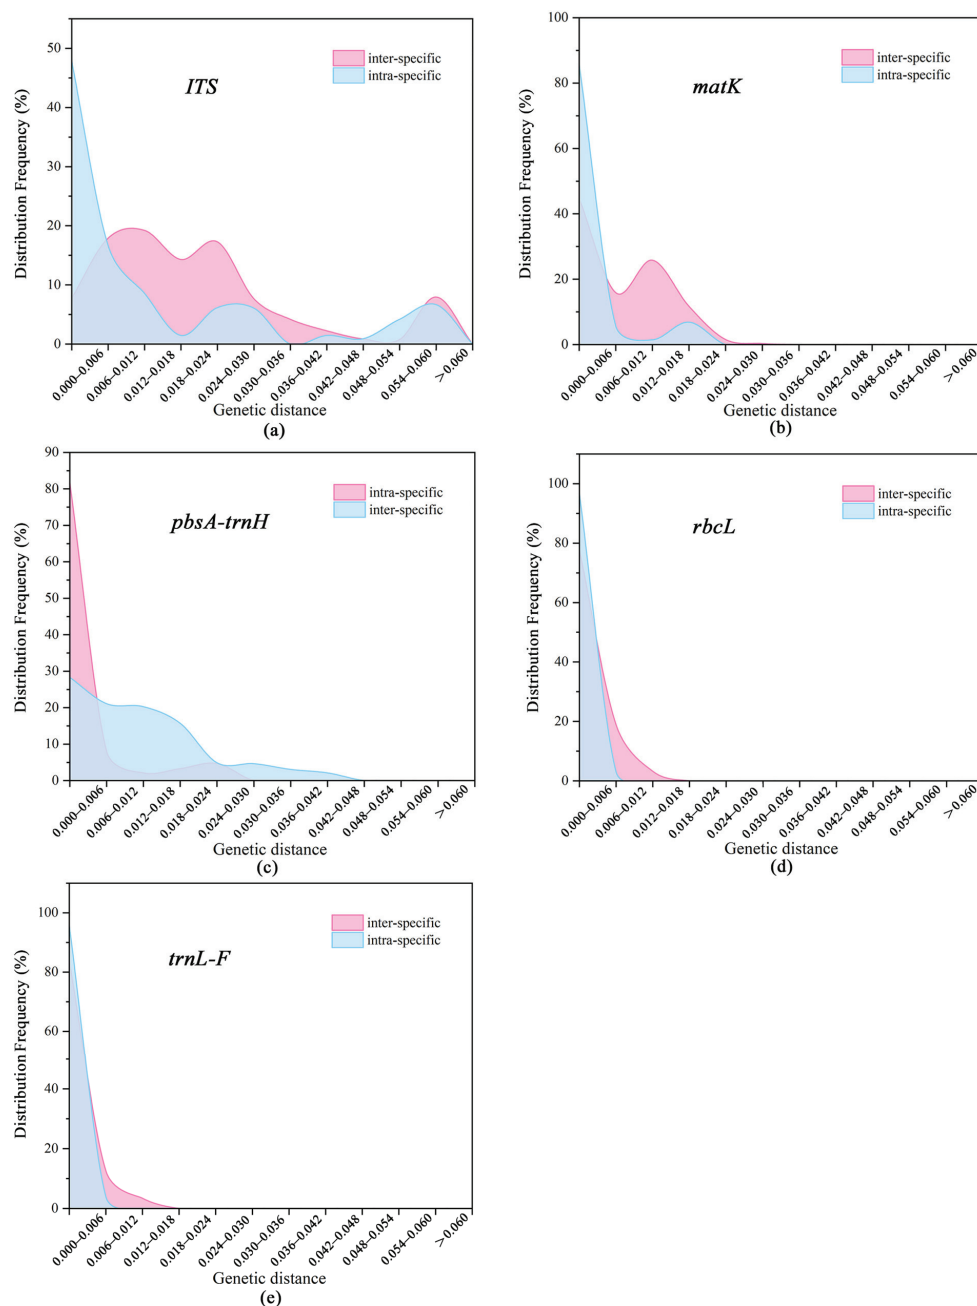 ITS
inter-specific
intra-specific
Distribution Frequency (%)
50
40
30
20
10
0
0.000–0.006
0.006–0.012
0.012–0.018
0.018–0.024
0.024–0.030
0.030–0.036
0.036–0.042
0.042–0.048
0.048–0.054
0.054–0.060
>0.060
Genetic distance
(a)
matK
inter-specific
intra-specific
Distribution Frequency (%)
100
80
60
40
20
0
0.000–0.006
0.006–0.012
0.012–0.018
0.018–0.024
0.024–0.030
0.030–0.036
0.036–0.042
0.042–0.048
0.048–0.054
0.054–0.060
>0.060
Genetic distance
(b)
pbsA-trnH
intra-specific
inter-specific
Distribution Frequency (%)
90
80
70
60
50
40
30
20
10
0
0.000–0.006
0.006–0.012
0.012–0.018
0.018–0.024
0.024–0.030
0.030–0.036
0.036–0.042
0.042–0.048
0.048–0.054
0.054–0.060
>0.060
Genetic distance
(c)
rbcL
inter-specific
intra-specific
Distribution Frequency (%)
100
80
60
40
20
0
0.000–0.006
0.006–0.012
0.012–0.018
0.018–0.024
0.024–0.030
0.030–0.036
0.036–0.042
0.042–0.048
0.048–0.054
0.054–0.060
>0.060
Genetic distance
(d)
trnL-F
inter-specific
intra-specific
Distribution Frequency (%)
100
80
60
40
20
0
0.000–0.006
0.006–0.012
0.012–0.018
0.018–0.024
0.024–0.030
0.030–0.036
0.036–0.042
0.042–0.048
0.048–0.054
0.054–0.060
>0.060
Genetic distance
(e)